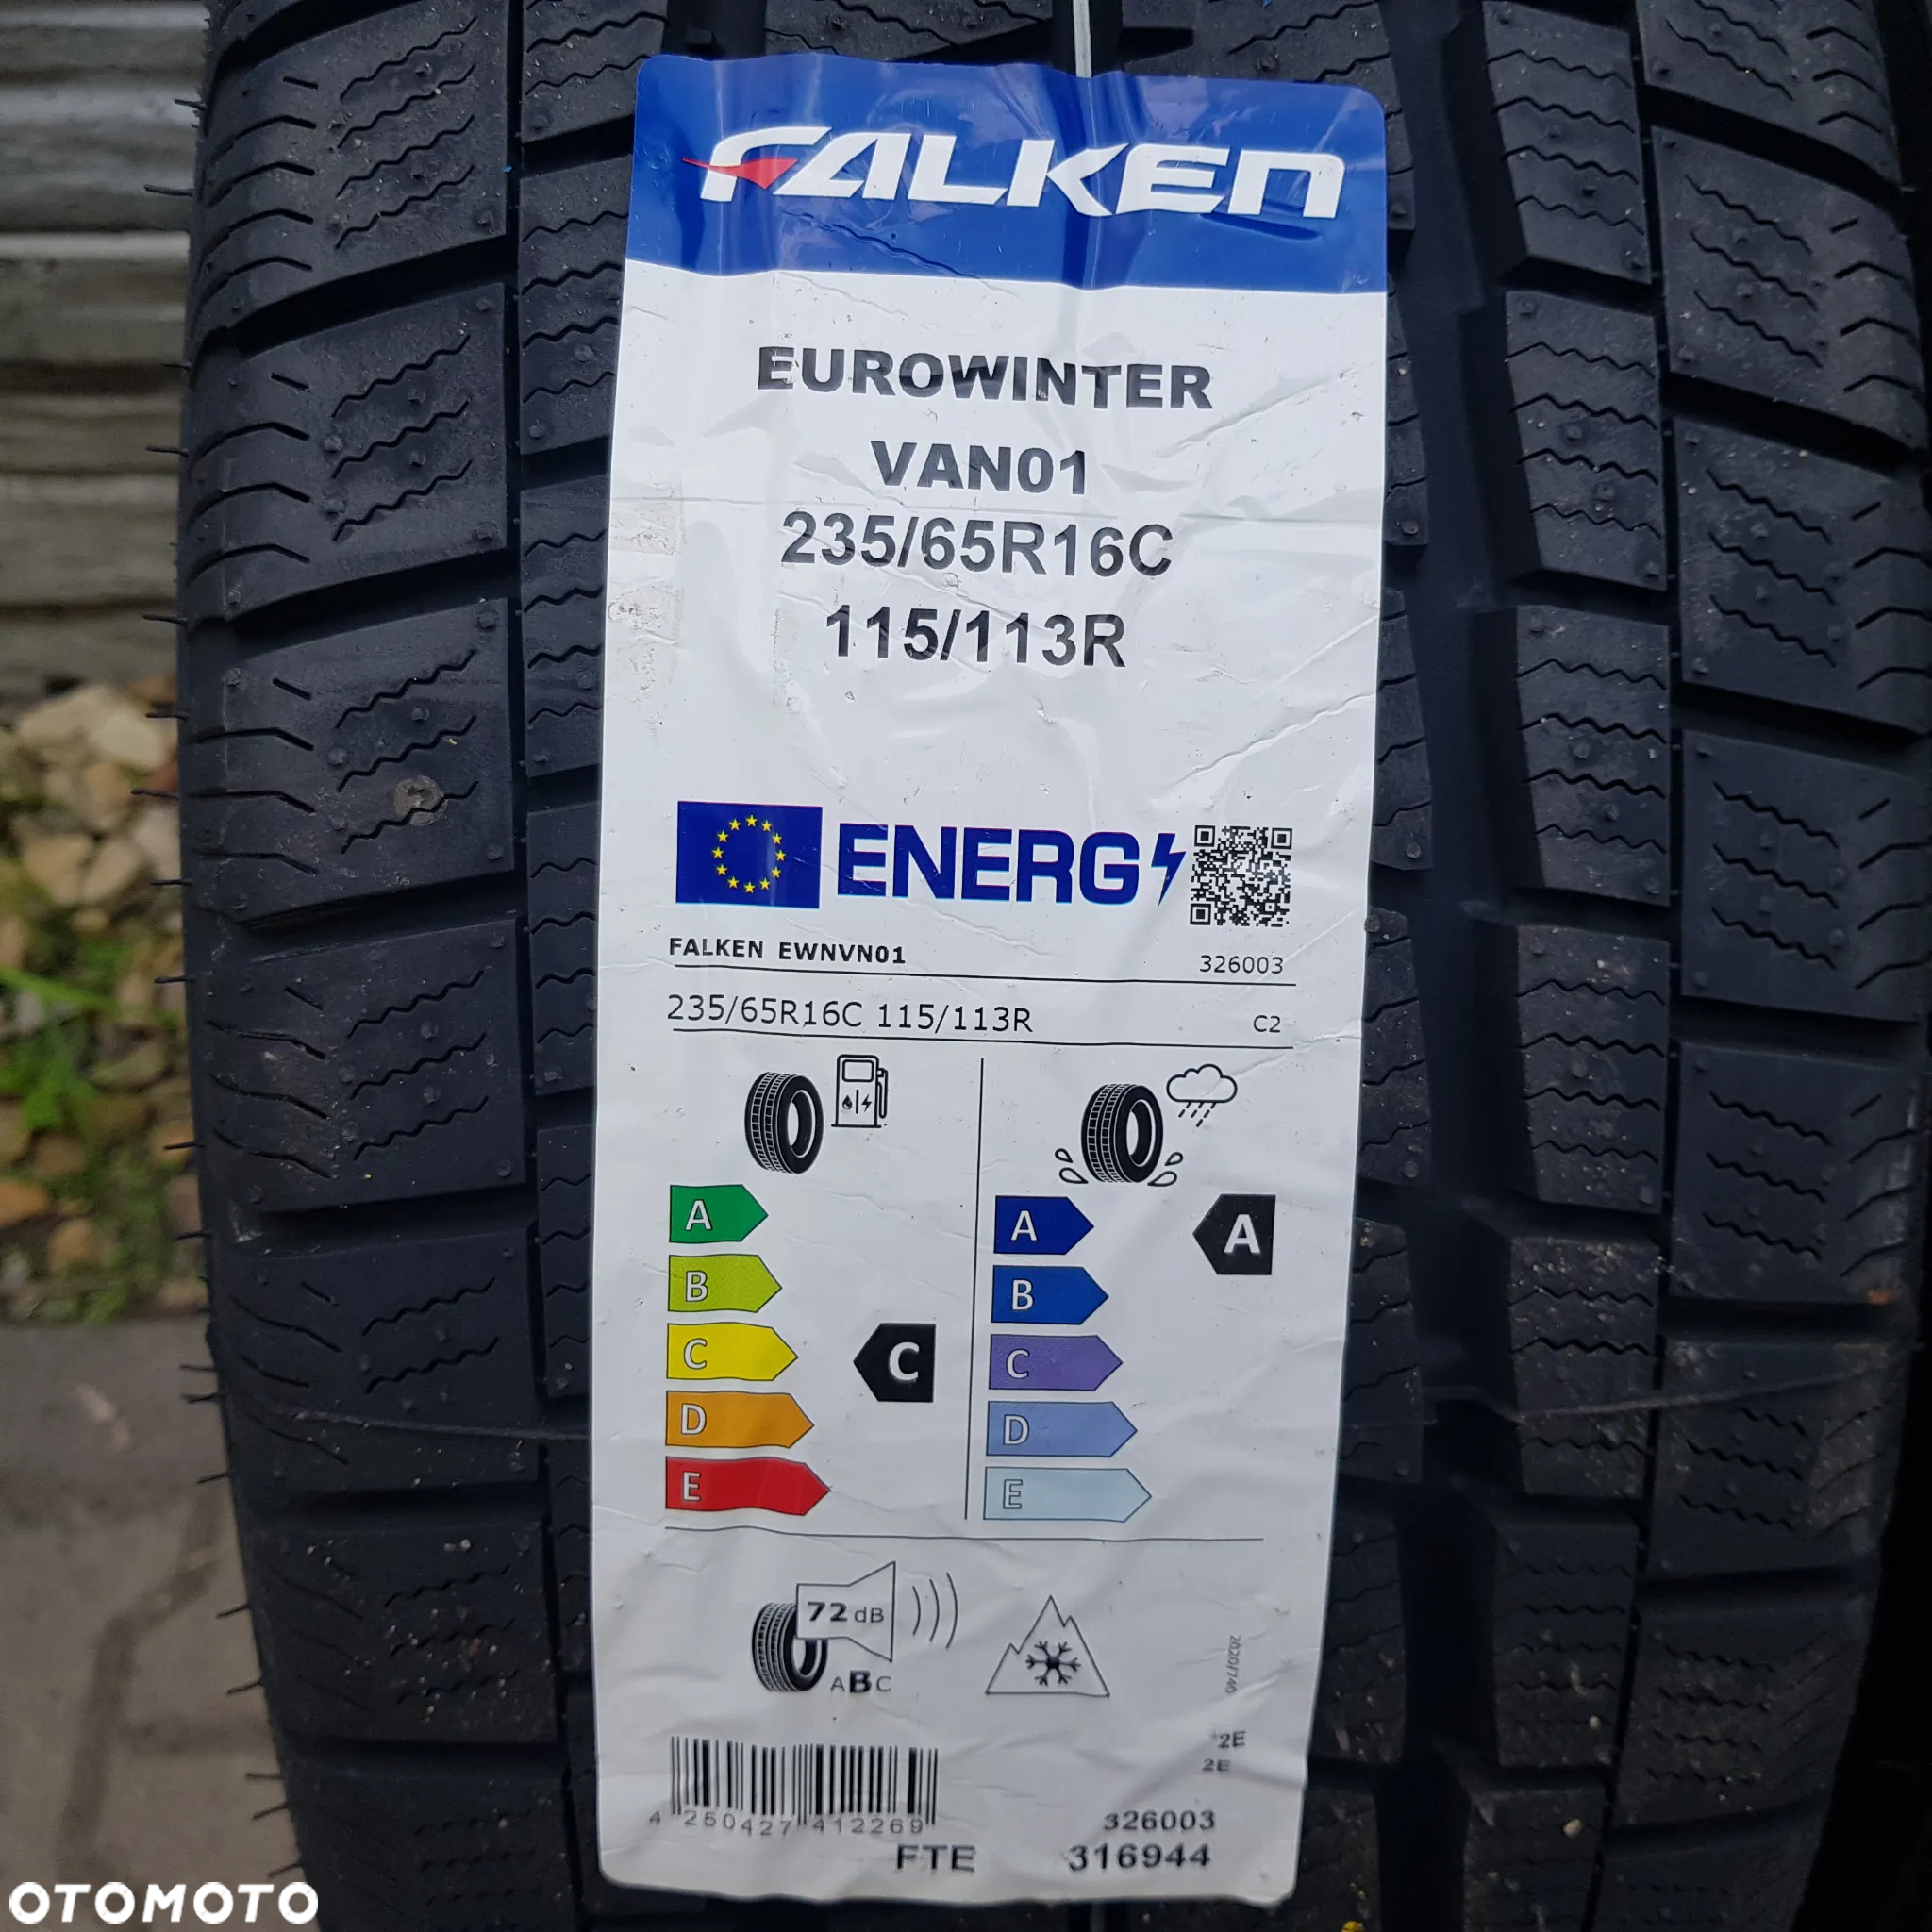 FALKEN
EUROWINTER
VAN01
235/65R16C
115/113R
ENERG
FALKEN EWNVN01 326003
235/65R16C 115/113R C2
A A A
B B
C C C
D D
E E
72 dB
ABC
2020/740
2E
2E
4 250427 412269
326003
FTE 316944
OTOMOTO